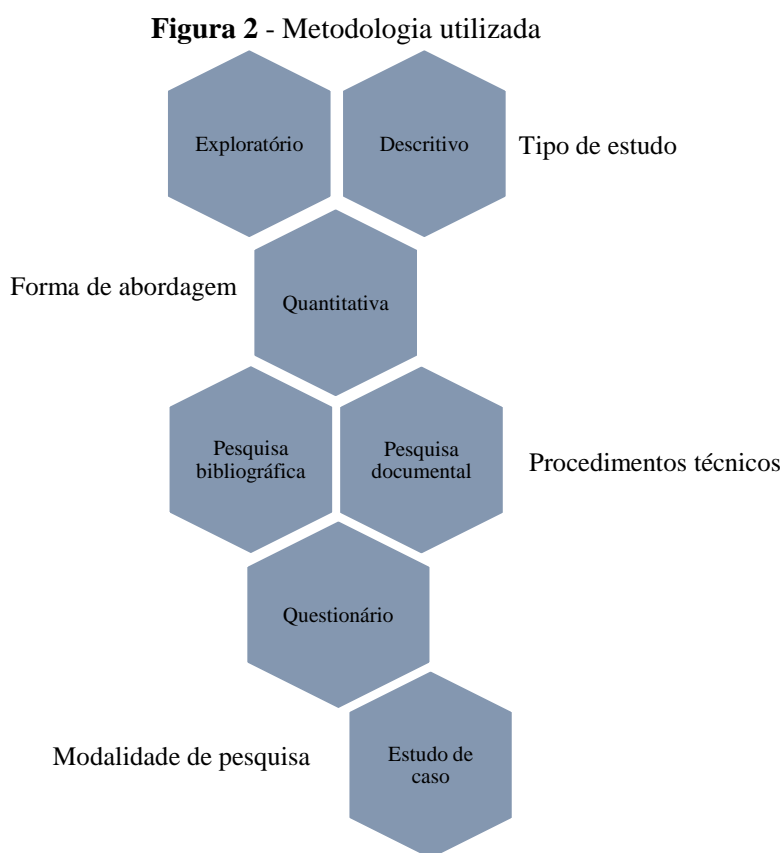 Figura 2 - Metodologia utilizada
Exploratório
Descritivo
Tipo de estudo
Forma de abordagem
Quantitativa
Pesquisa
bibliográfica
Pesquisa
documental
Procedimentos técnicos
Questionário
Modalidade de pesquisa
Estudo de
caso